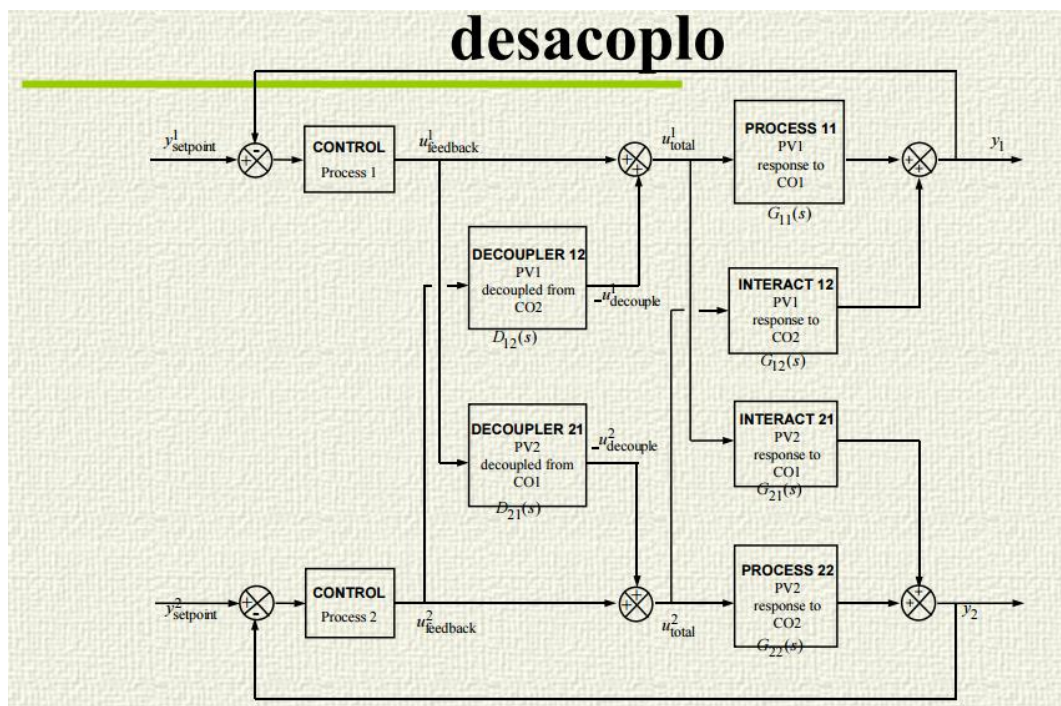 desacoplo
y¹setpoint
+
-
CONTROL
Process 1
u¹feedback
+
+
u¹total
PROCESS 11
PV1
response to
CO1
G₁₁(s)
+
+
y₁
DECOUPLER 12
PV1
decoupled from
CO2
D₁₂(s)
-u¹decouple
INTERACT 12
PV1
response to
CO2
G₁₂(s)
DECOUPLER 21
PV2
decoupled from
CO1
D₂₁(s)
-u²decouple
INTERACT 21
PV2
response to
CO1
G₂₁(s)
y²setpoint
+
-
CONTROL
Process 2
u²feedback
+
+
u²total
PROCESS 22
PV2
response to
CO2
G₂₂(s)
+
+
y₂